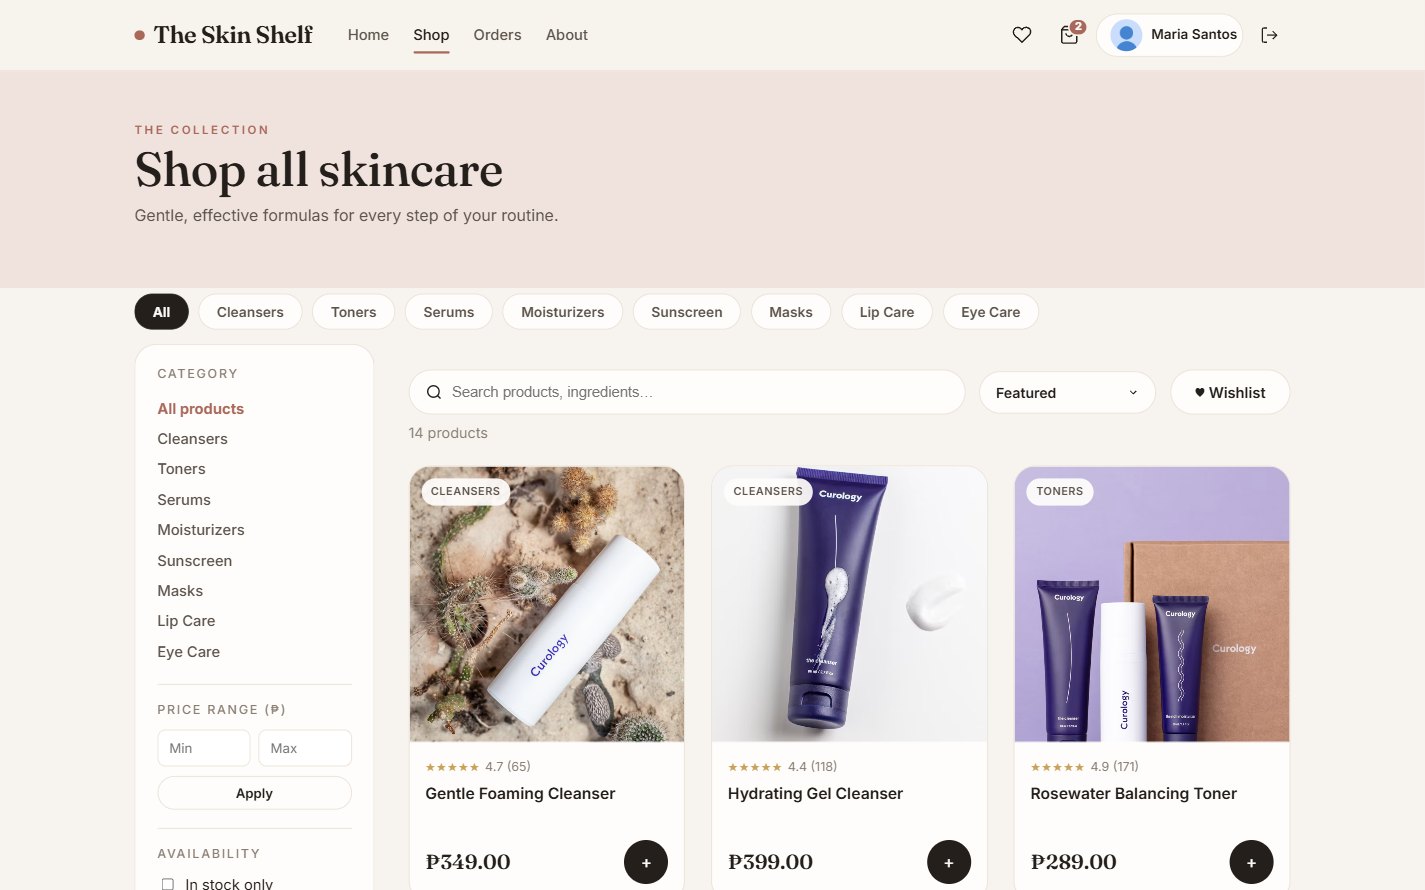 The Skin Shelf
Home
Shop
Orders
About
2
Maria Santos
THE COLLECTION
Shop all skincare
Gentle, effective formulas for every step of your routine.
All
Cleansers
Toners
Serums
Moisturizers
Sunscreen
Masks
Lip Care
Eye Care
CATEGORY
All products
Cleansers
Toners
Serums
Moisturizers
Sunscreen
Masks
Lip Care
Eye Care
PRICE RANGE (₱)
Min
Max
Apply
AVAILABILITY
In stock only
Search products, ingredients...
Featured
♥ Wishlist
14 products
CLEANSERS
Curology
★★★★★ 4.7 (65)
Gentle Foaming Cleanser
₱349.00
+
CLEANSERS
Curology
the cleanser
★★★★★ 4.4 (118)
Hydrating Gel Cleanser
₱399.00
+
TONERS
Curology
the cleanser
Curology
Curology
Curology
★★★★★ 4.9 (171)
Rosewater Balancing Toner
₱289.00
+